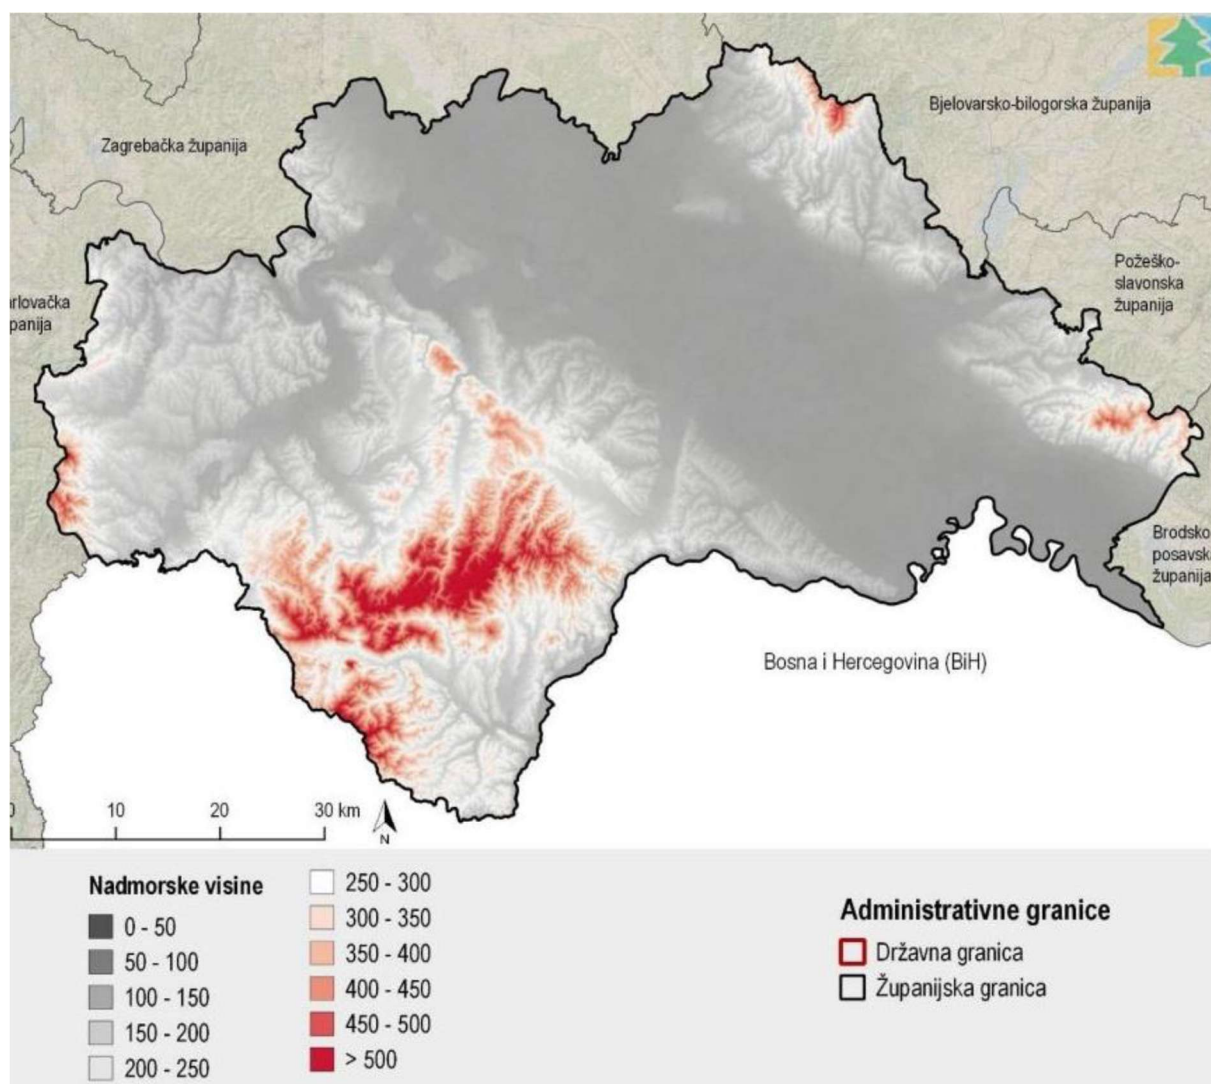 Bjelovarsko-bilogorska županija
Zagrebačka županija
Požeško-
slavonska
županija
arlovačka
panija
Brodsko
posavsk
županija
Bosna i Hercegovina (BiH)
0 10 20 30 km
N
Nadmorske visine
0 - 50
50 - 100
100 - 150
150 - 200
200 - 250
250 - 300
300 - 350
350 - 400
400 - 450
450 - 500
> 500
Administrativne granice
Državna granica
Županijska granica